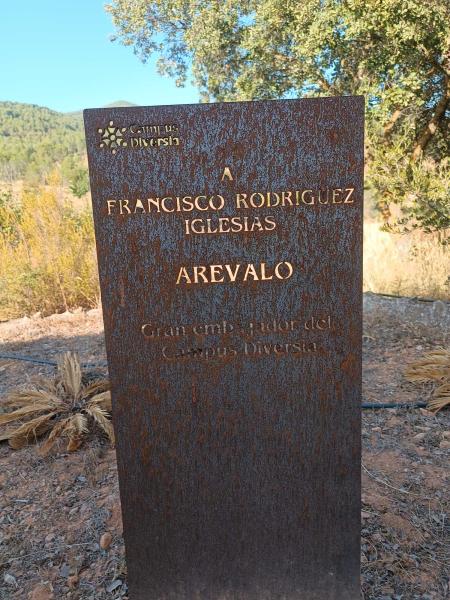 Campus
Diversia
A
FRANCISCO RODRIGUEZ
IGLESIAS
AREVALO
Gran embajador del
Campus Diversia